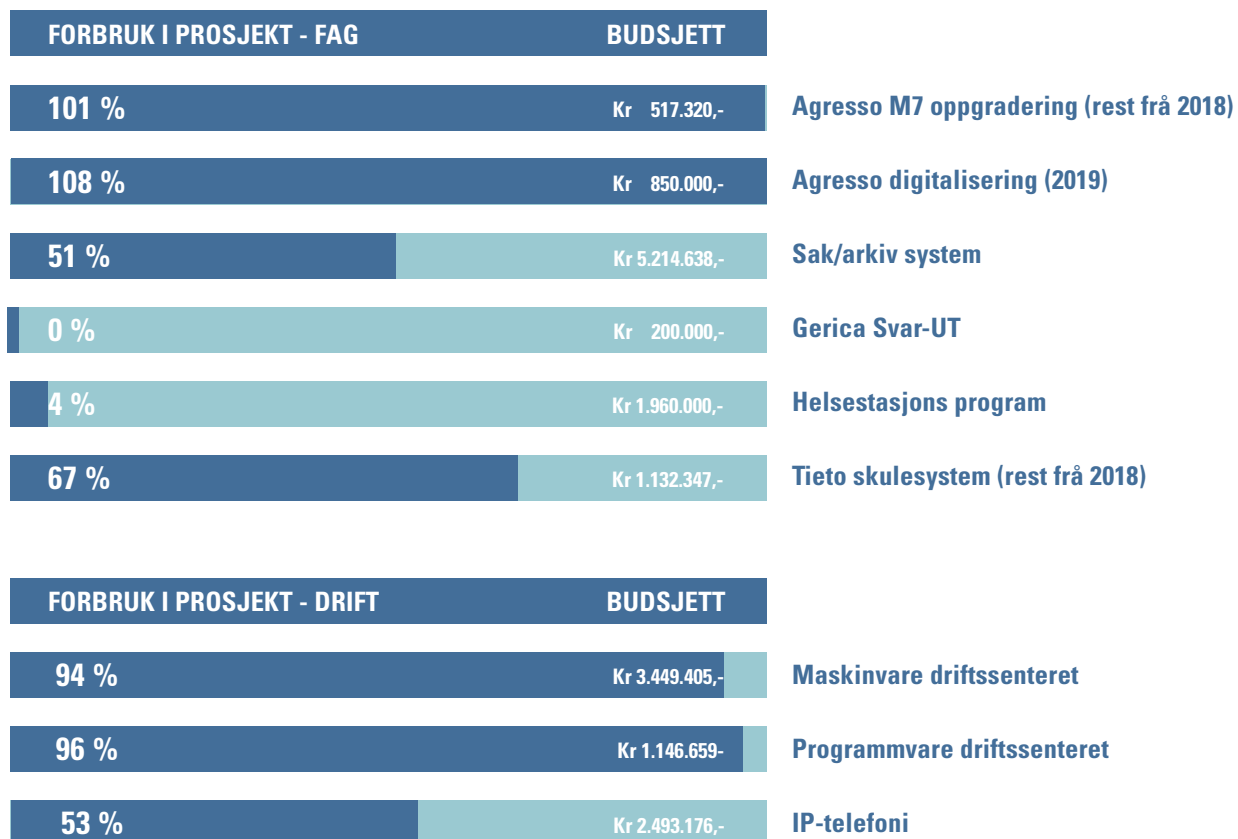 FORBRUK I PROSJEKT - FAG BUDSJETT
101 % Kr 517.320,- Agresso M7 oppgradering (rest frå 2018)
108 % Kr 850.000,- Agresso digitalisering (2019)
51 % Kr 5.214.638,- Sak/arkiv system
0 % Kr 200.000,- Gerica Svar-UT
4 % Kr 1.960.000,- Helsestasjons program
67 % Kr 1.132.347,- Tieto skulesystem (rest frå 2018)
FORBRUK I PROSJEKT - DRIFT BUDSJETT
94 % Kr 3.449.405,- Maskinvare driftssenteret
96 % Kr 1.146.659- Programmvare driftssenteret
53 % Kr 2.493.176,- IP-telefoni